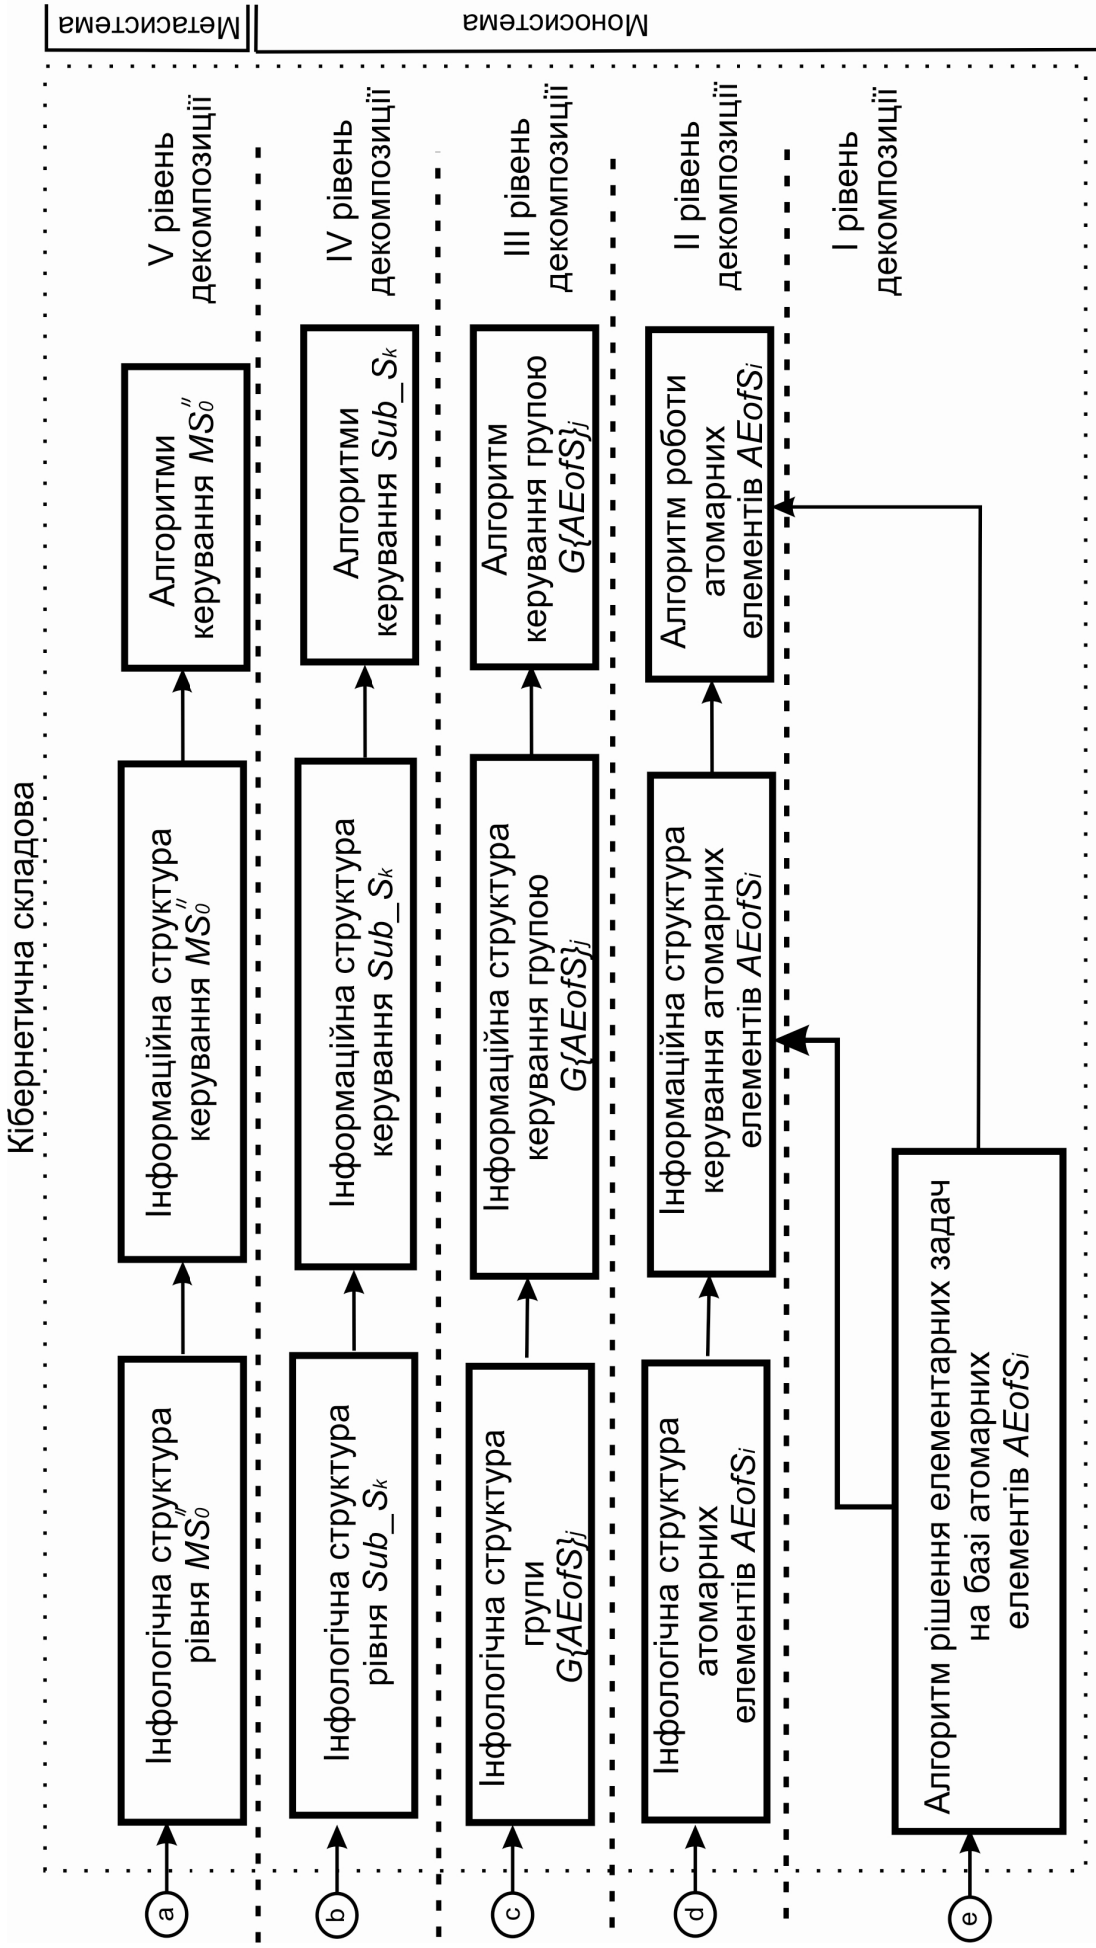 Кібернетична складова
a
Інфологічна структура
рівня MS₀″
Інформаційна структура
керування MS₀″
Алгоритми
керування MS₀″
V рівень
декомпозиції
Метасистема
b
Інфологічна структура
рівня Sub_Sₖ
Інформаційна структура
керування Sub_Sₖ
Алгоритми
керування Sub_Sₖ
IV рівень
декомпозиції
Моносистема
c
Інфологічна структура
групи
G{AEofS}ⱼ
Інформаційна структура
керування групою
G{AEofS}ⱼ
Алгоритм
керування групою
G{AEofS}ⱼ
III рівень
декомпозиції
d
Інфологічна структура
атомарних
елементів AEofSᵢ
Інформаційна структура
керування атомарних
елементів AEofSᵢ
Алгоритм роботи
атомарних
елементів AEofSᵢ
II рівень
декомпозиції
e
Алгоритм рішення елементарних задач
на базі атомарних
елементів AEofSᵢ
I рівень
декомпозиції